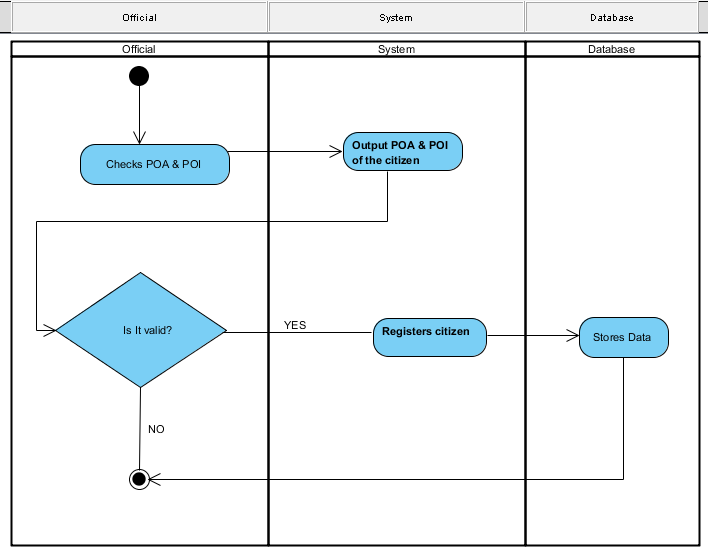 Official
System
Database
Official
System
Database
Checks POA & POI
Output POA & POI
of the citizen
Is It valid?
YES
Registers citizen
Stores Data
NO